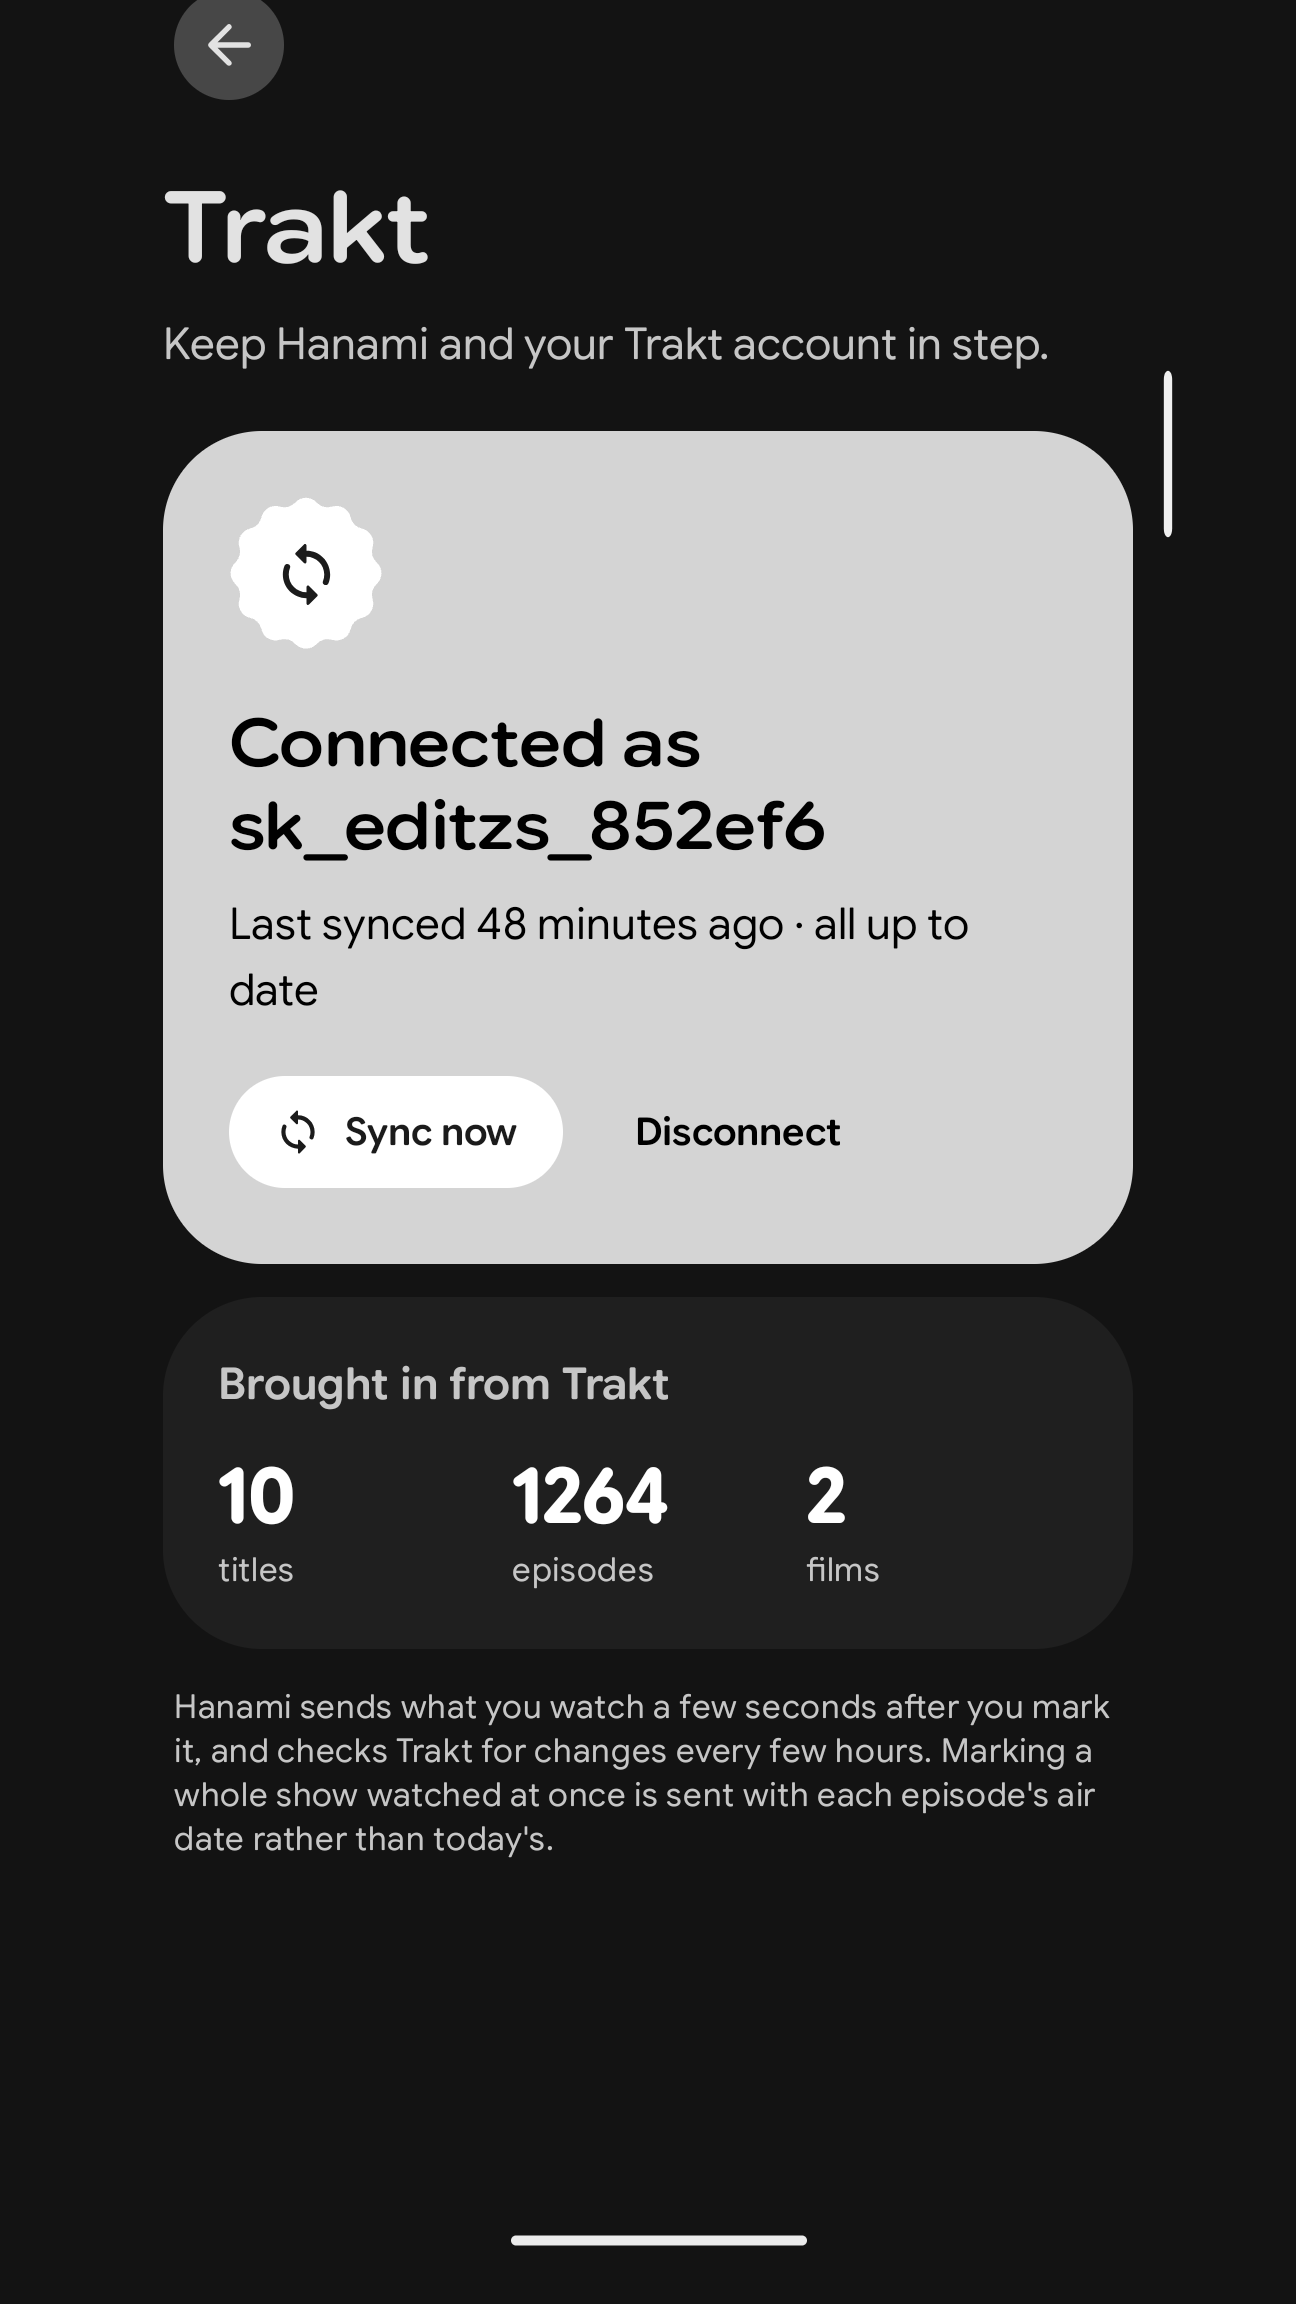 Trakt
Keep Hanami and your Trakt account in step.
Connected as
sk_editzs_852ef6
Last synced 48 minutes ago · all up to
date
Sync now
Disconnect
Brought in from Trakt
10
1264
2
titles
episodes
films
Hanami sends what you watch a few seconds after you mark
it, and checks Trakt for changes every few hours. Marking a
whole show watched at once is sent with each episode's air
date rather than today's.